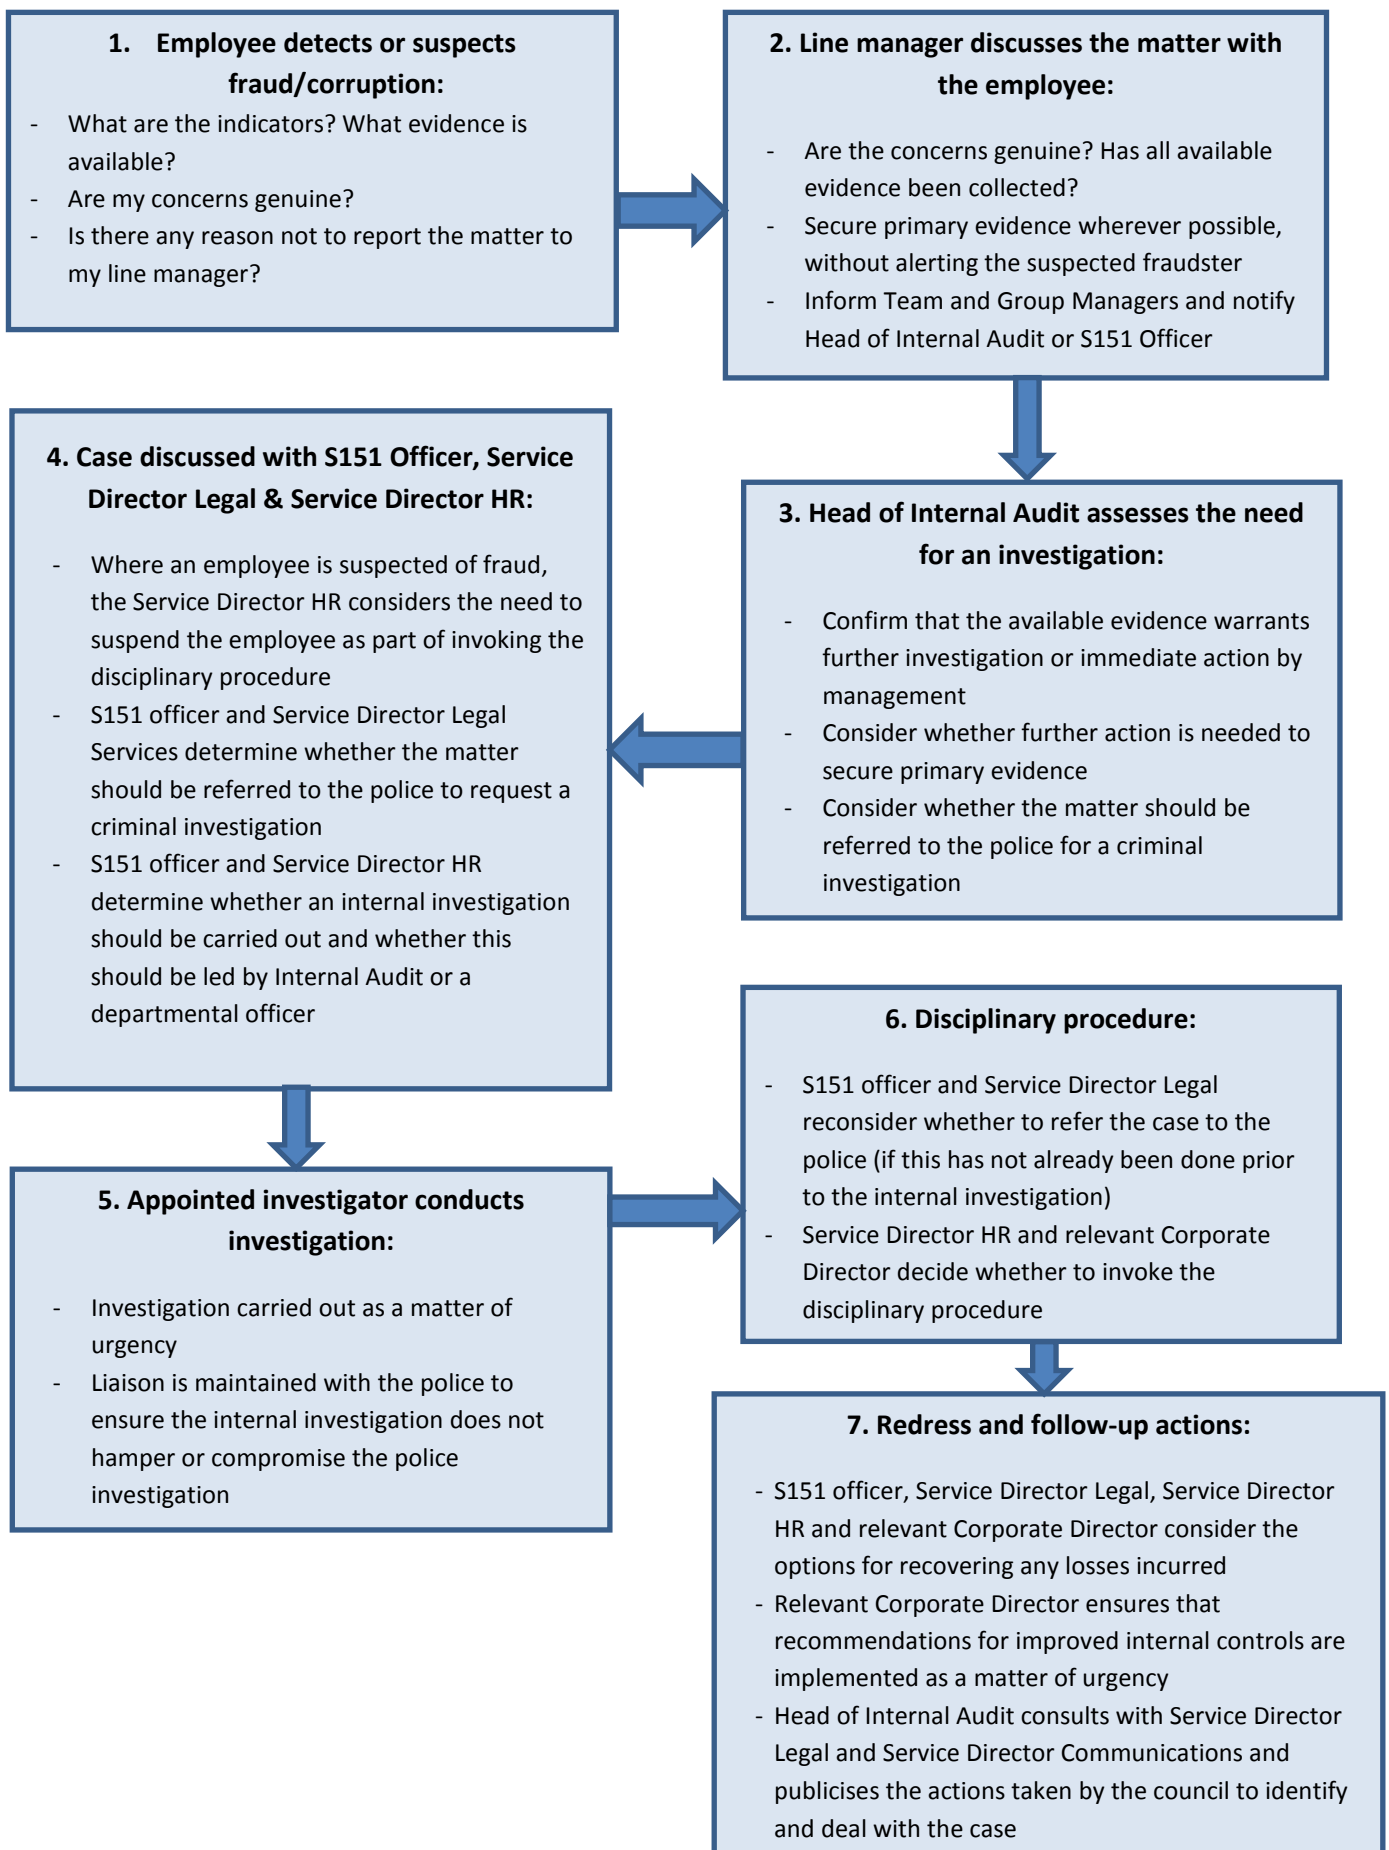 1. Employee detects or suspects
fraud/corruption:
- What are the indicators? What evidence is
available?
- Are my concerns genuine?
- Is there any reason not to report the matter to
my line manager?
2. Line manager discusses the matter with
the employee:
- Are the concerns genuine? Has all available
evidence been collected?
- Secure primary evidence wherever possible,
without alerting the suspected fraudster
- Inform Team and Group Managers and notify
Head of Internal Audit or S151 Officer
3. Head of Internal Audit assesses the need
for an investigation:
- Confirm that the available evidence warrants
further investigation or immediate action by
management
- Consider whether further action is needed to
secure primary evidence
- Consider whether the matter should be
referred to the police for a criminal
investigation
4. Case discussed with S151 Officer, Service
Director Legal & Service Director HR:
- Where an employee is suspected of fraud,
the Service Director HR considers the need to
suspend the employee as part of invoking the
disciplinary procedure
- S151 officer and Service Director Legal
Services determine whether the matter
should be referred to the police to request a
criminal investigation
- S151 officer and Service Director HR
determine whether an internal investigation
should be carried out and whether this
should be led by Internal Audit or a
departmental officer
5. Appointed investigator conducts
investigation:
- Investigation carried out as a matter of
urgency
- Liaison is maintained with the police to
ensure the internal investigation does not
hamper or compromise the police
investigation
6. Disciplinary procedure:
- S151 officer and Service Director Legal
reconsider whether to refer the case to the
police (if this has not already been done prior
to the internal investigation)
- Service Director HR and relevant Corporate
Director decide whether to invoke the
disciplinary procedure
7. Redress and follow-up actions:
- S151 officer, Service Director Legal, Service Director
HR and relevant Corporate Director consider the
options for recovering any losses incurred
- Relevant Corporate Director ensures that
recommendations for improved internal controls are
implemented as a matter of urgency
- Head of Internal Audit consults with Service Director
Legal and Service Director Communications and
publicises the actions taken by the council to identify
and deal with the case